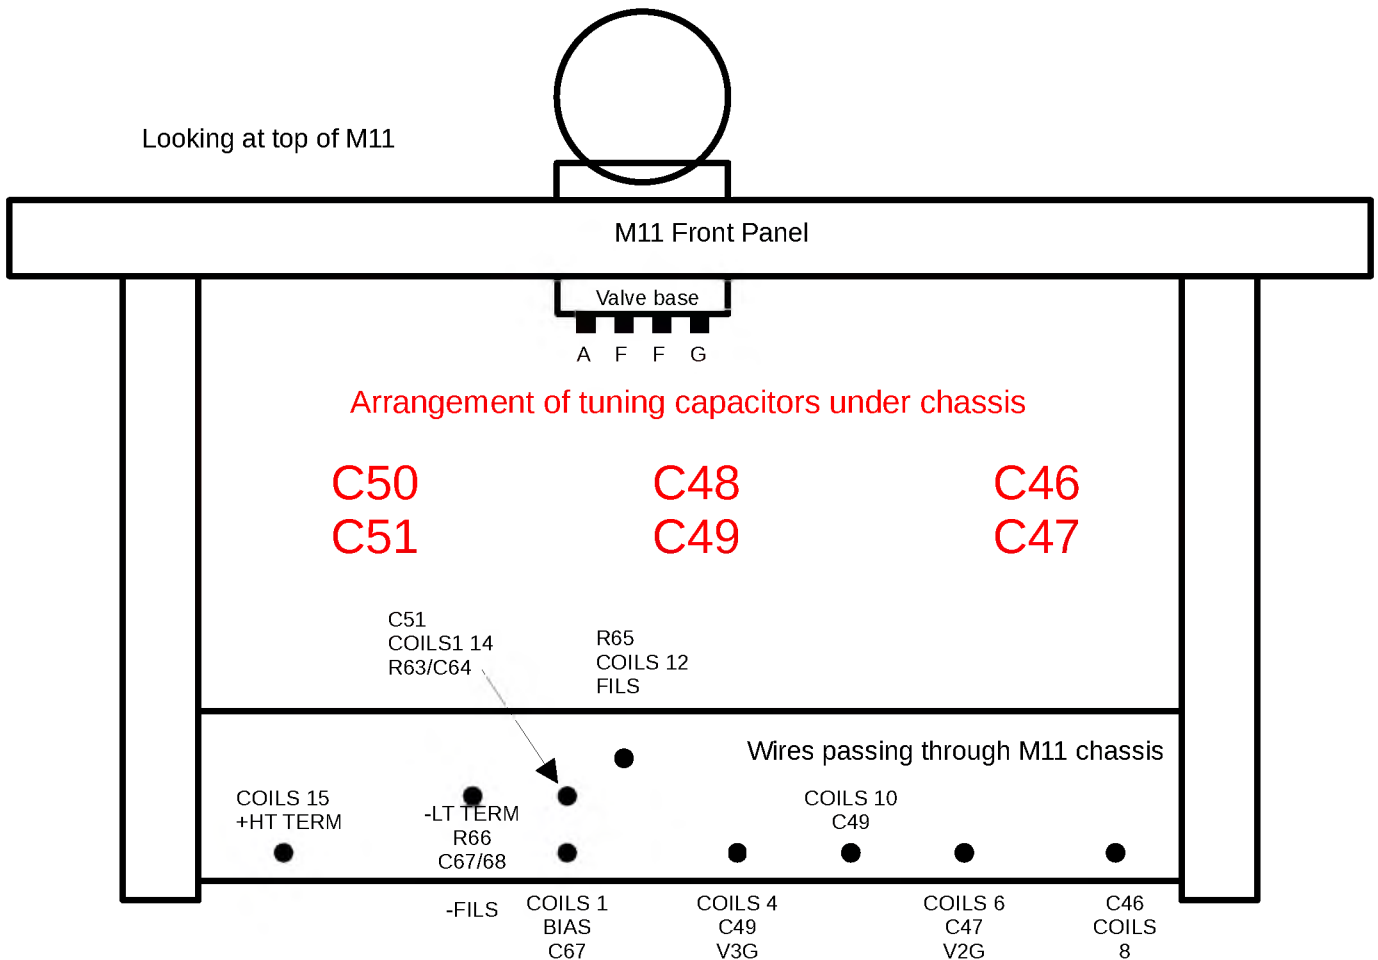 Looking at top of M11
M11 Front Panel
Valve base
A F F G
Arrangement of tuning capacitors under chassis
C50 C48 C46
C51 C49 C47
C51
COILS1 14
R63/C64
R65
COILS 12
FILS
Wires passing through M11 chassis
COILS 15
+HT TERM
-LT TERM
R66
C67/68
COILS 10
C49
-FILS
COILS 1
BIAS
C67
COILS 4
C49
V3G
COILS 6
C47
V2G
C46
COILS
8